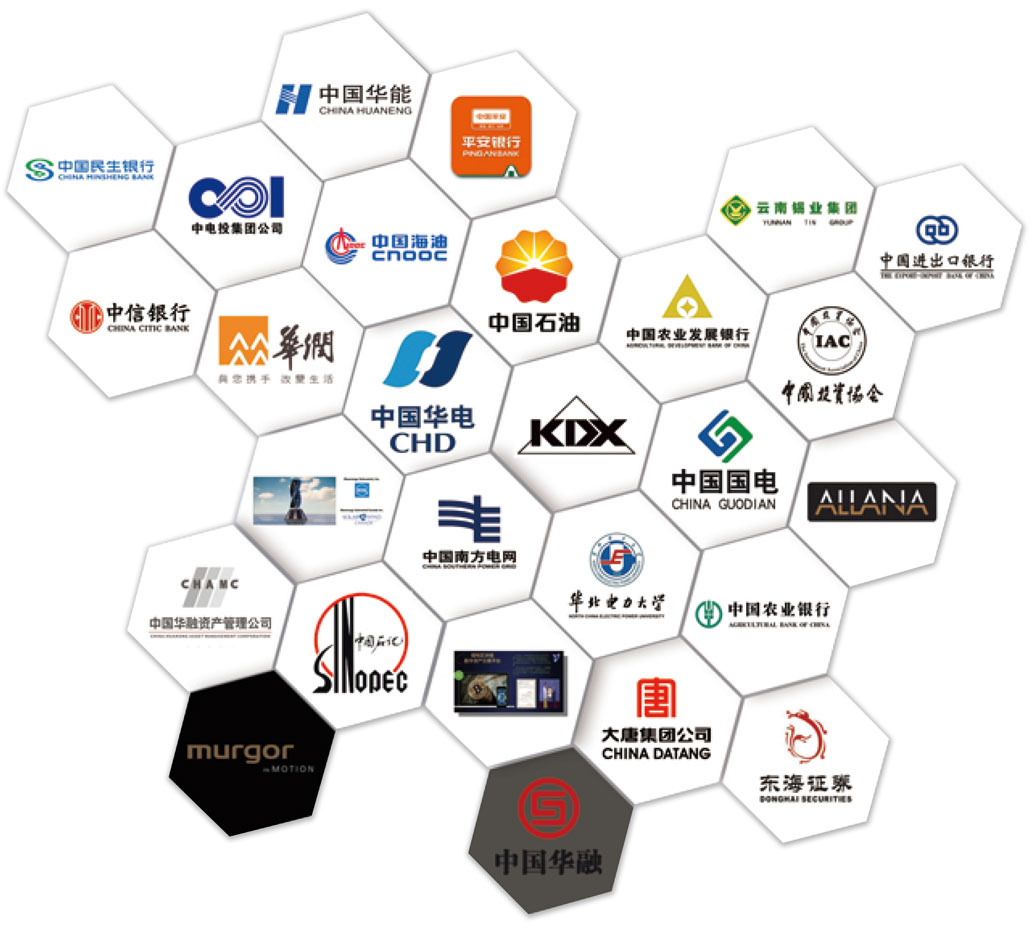 中国华能
CHINA HUANENG
平安银行
PING AN BANK
中国民生银行
CHINA MINSHENG BANK
中电投集团公司
中国海油
CNOOC
中国石油
云南锡业集团
YUNNAN TIN GROUP
中国进出口银行
THE EXPORT-IMPORT BANK OF CHINA
中信银行
CHINA CITIC BANK
華潤
與您携手 改變生活
中国华电
CHD
中国农业发展银行
AGRICULTURAL DEVELOPMENT BANK OF CHINA
IAC
中國投資協会
KDX
中国国电
CHINA GUODIAN
ALLANA
中国南方电网
CHINA SOUTHERN POWER GRID
华北电力大学
NORTH CHINA ELECTRIC POWER UNIVERSITY
中国农业银行
AGRICULTURAL BANK OF CHINA
CHAMC
中国华融资产管理公司
CHINA HUARONG ASSET MANAGEMENT CORPORATION
中国石化
SINOPEC
大唐集团公司
CHINA DATANG
东海证券
DONGHAI SECURITIES
murgor
IN MOTION
中国华融